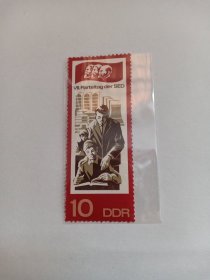 VII. Parteitag der SED
10 DDR